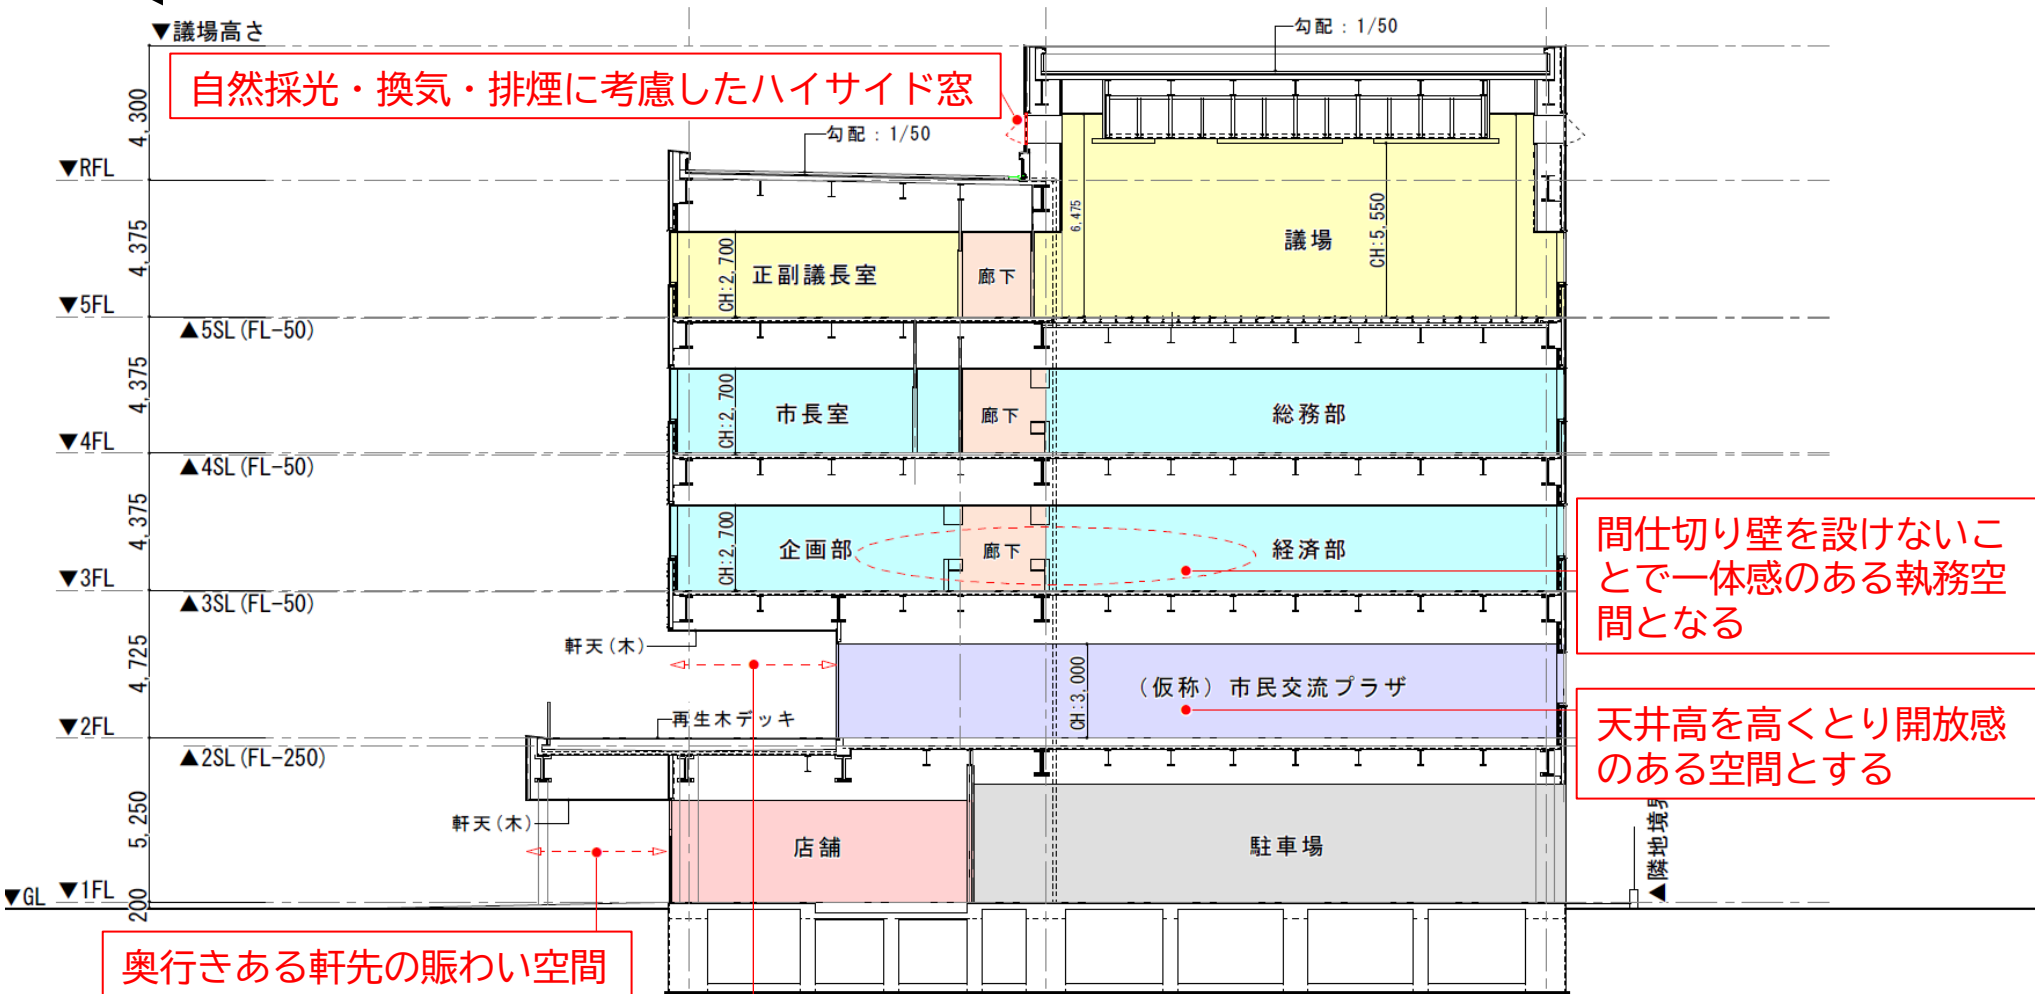 ▼議場高さ
勾配：1/50
自然採光・換気・排煙に考慮したハイサイド窓
4,300
勾配：1/50
▼RFL
4,375
6,475
CH:5,550
議場
CH:2,700
正副議長室
廊下
▼5FL
▲5SL(FL-50)
4,375
CH:2,700
市長室
廊下
総務部
▼4FL
▲4SL(FL-50)
4,375
CH:2,700
企画部
廊下
経済部
間仕切り壁を設けないこ
とで一体感のある執務空
間となる
▼3FL
▲3SL(FL-50)
軒天(木)
4,725
CH:3,000
（仮称）市民交流プラザ
天井高を高くとり開放感
のある空間とする
▼2FL
再生木デッキ
▲2SL(FL-250)
5,250
軒天(木)
店舗
駐車場
▲隣地境界
▼GL
▼1FL
200
奥行きある軒先の賑わい空間